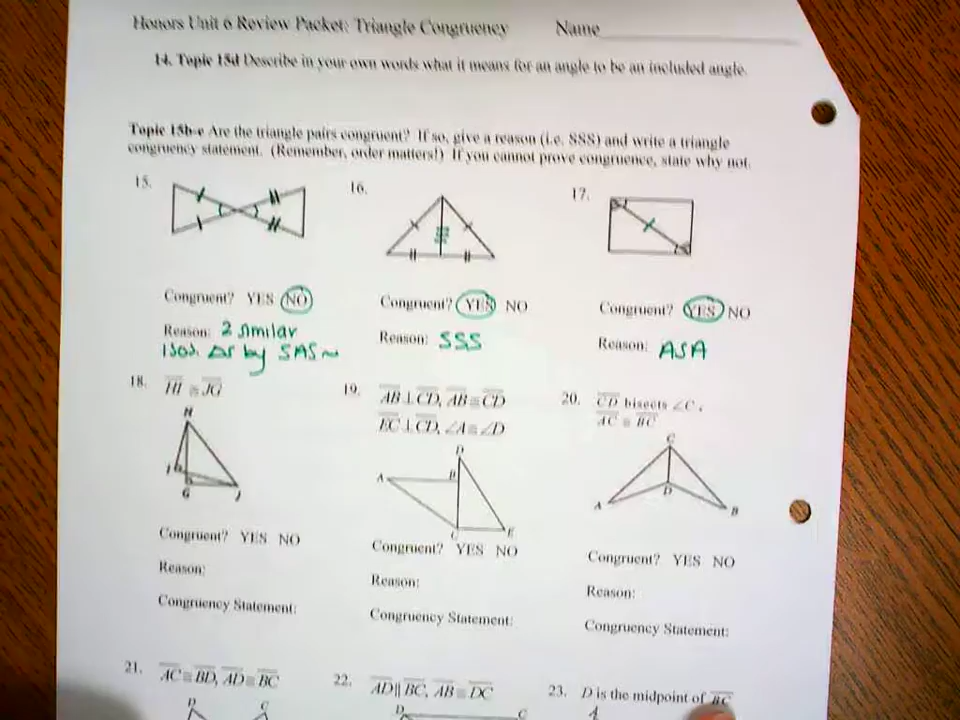 Honors Unit 6 Review Packet: Triangle Congruency Name
14. Topic 15d Describe in your own words what it means for an angle to be an included angle.
Topic 15b-e Are the triangle pairs congruent? If so, give a reason (i.e. SSS) and write a triangle
congruency statement. (Remember, order matters!) If you cannot prove congruence, state why not.
15. 16. 17.
Congruent? YES NO Congruent? YES NO Congruent? YES NO
Reason: 2 similar Reason: SSS Reason: ASA
isos. Δs by SAS~
18. HI ≅ JG 19. AB ⊥ CD, AB ≅ CD 20. CD bisects ∠C,
EC ⊥ CD, ∠A ≅ ∠D AC ≅ BC
H D C
A B
I D
G J A B
C E
Congruent? YES NO Congruent? YES NO Congruent? YES NO
Reason: Reason: Reason:
Congruency Statement: Congruency Statement: Congruency Statement:
21. AC ≅ BD, AD ≅ BC 22. AD || BC, AB ≅ DC 23. D is the midpoint of BC
D C D C A